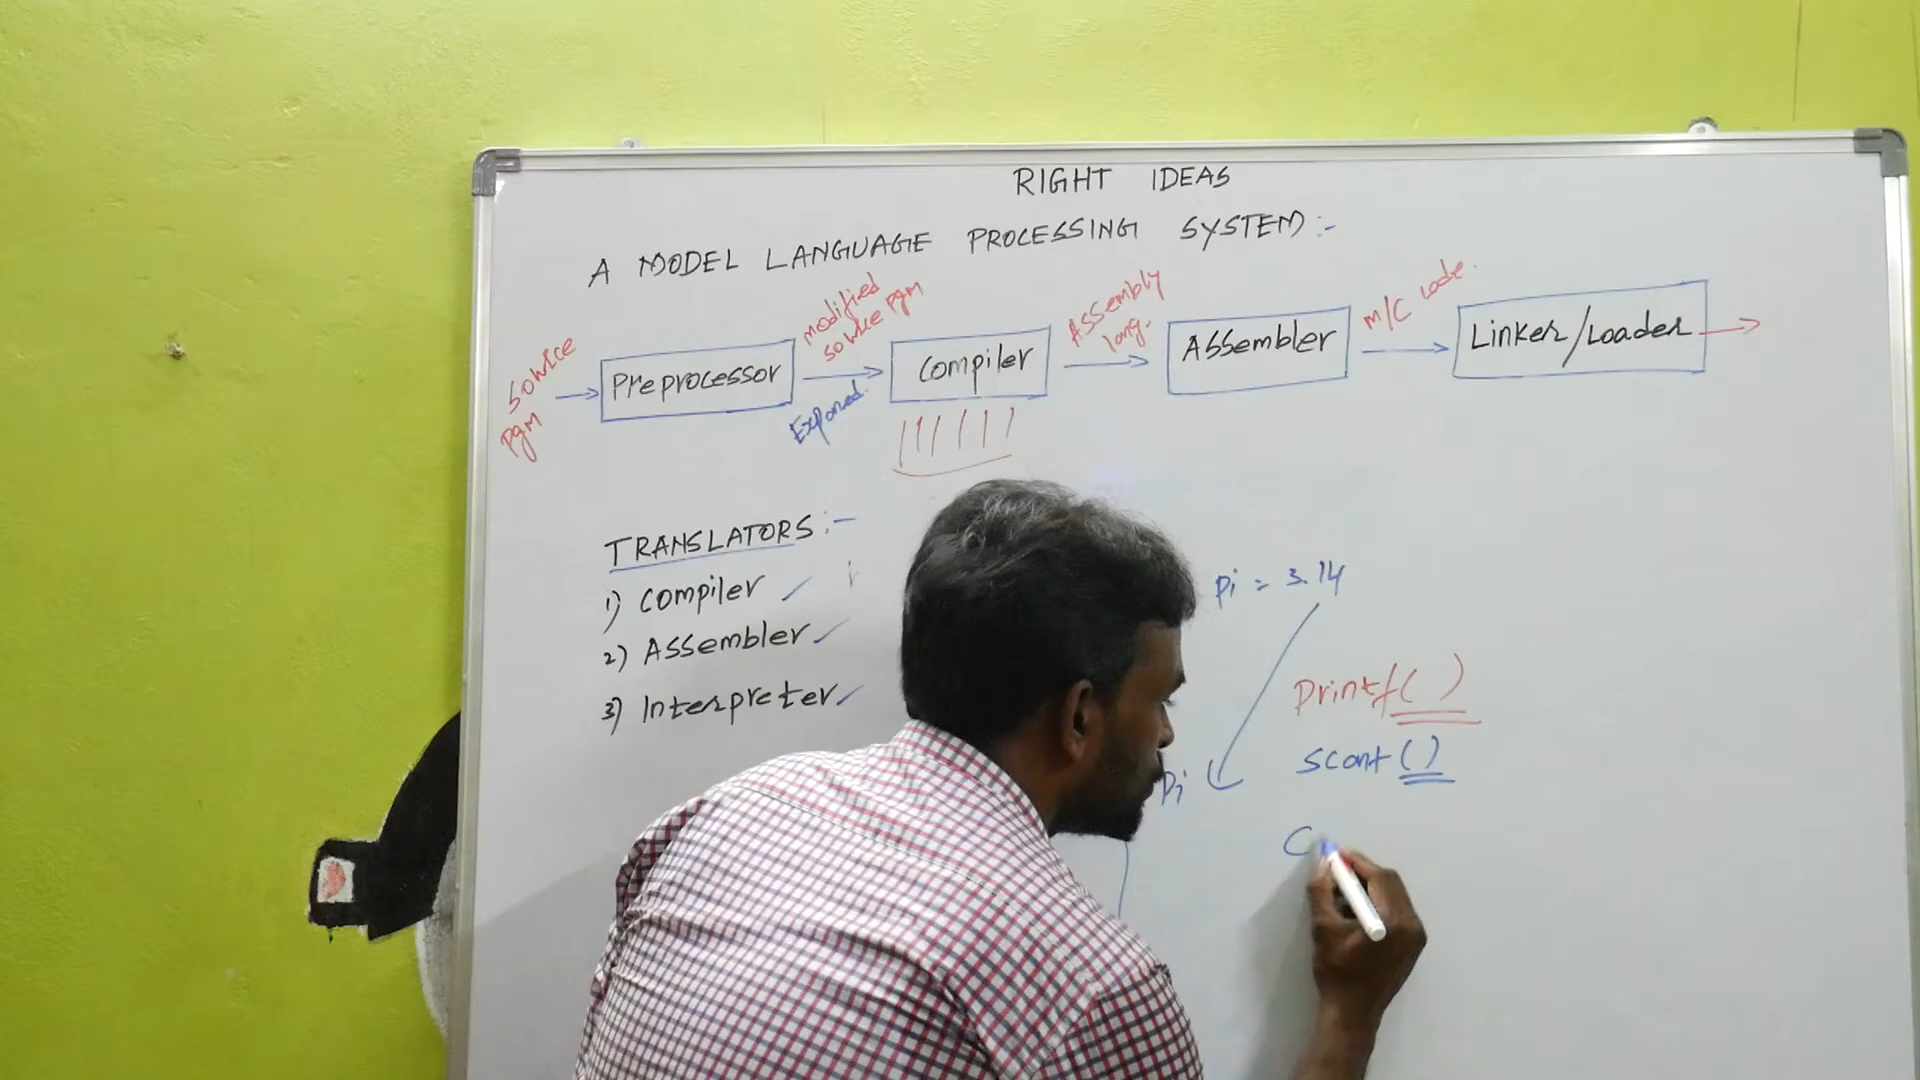 RIGHT IDEAS
A MODEL LANGUAGE PROCESSING SYSTEM:-
source pgm
Preprocessor
modified source pgm
Expaned.
Compiler
Assembly lang.
Assembler
M/C code.
Linker/Loader
TRANSLATORS:-
1) Compiler
2) Assembler
3) Interpreter
Pi = 3.14
Printf( )
Scanf ( )
Pi
C